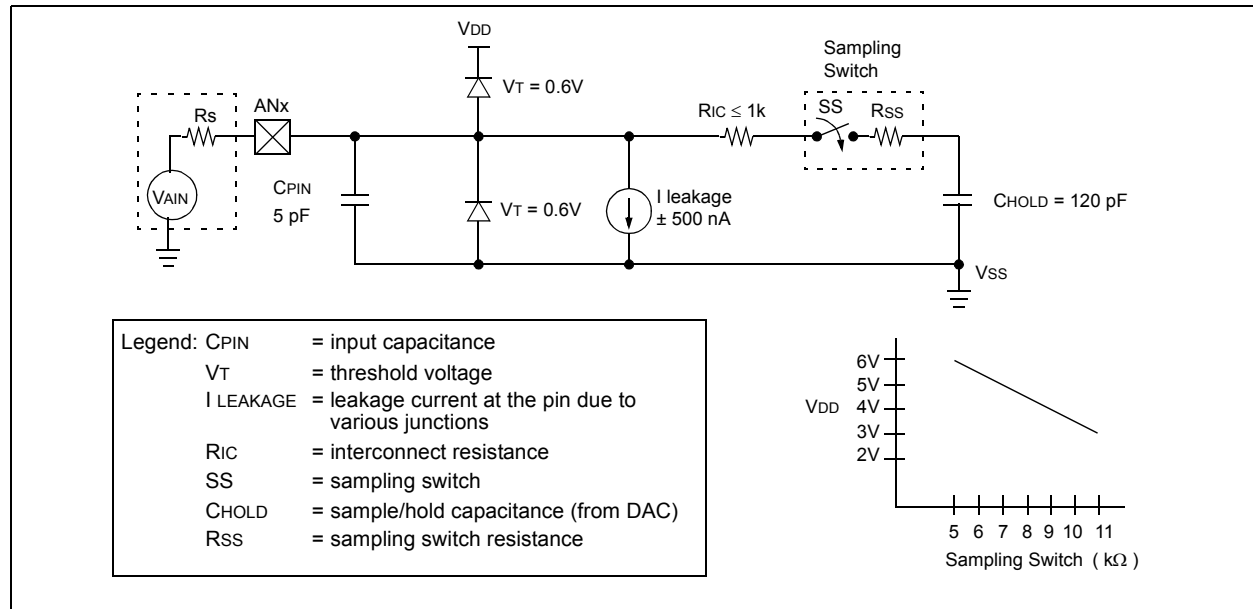 VDD
Sampling
Switch
VT = 0.6V
ANx
RS
RIC ≤ 1k
SS
RSS
VAIN
CPIN
5 pF
VT = 0.6V
I leakage
± 500 nA
CHOLD = 120 pF
VSS
Legend: CPIN = input capacitance
VT = threshold voltage
I LEAKAGE = leakage current at the pin due to
various junctions
RIC = interconnect resistance
SS = sampling switch
CHOLD = sample/hold capacitance (from DAC)
RSS = sampling switch resistance
6V
5V
VDD 4V
3V
2V
5 6 7 8 9 10 11
Sampling Switch ( kΩ )